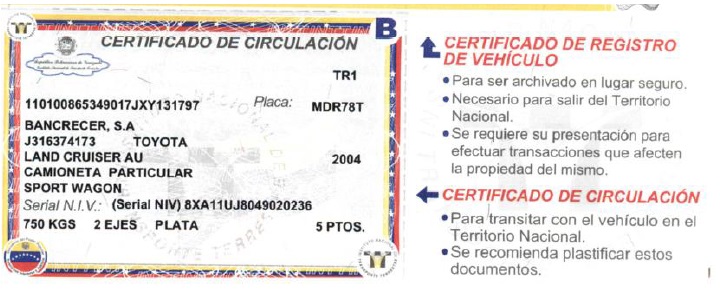 B
CERTIFICADO DE CIRCULACIÓN
TR1
110100865349017JXY131797 Placa: MDR78T
BANCRECER, S.A
J316374173 TOYOTA
LAND CRUISER AU 2004
CAMIONETA PARTICULAR
SPORT WAGON
Serial N.I.V.: (Serial NIV) 8XA11UJ8049020236
750 KGS 2 EJES PLATA 5 PTOS.
CERTIFICADO DE REGISTRO
DE VEHÍCULO
• Para ser archivado en lugar seguro.
• Necesario para salir del Territorio
Nacional.
• Se requiere su presentación para
efectuar transacciones que afecten
la propiedad del mismo.
CERTIFICADO DE CIRCULACIÓN
• Para transitar con el vehículo en el
Territorio Nacional.
• Se recomienda plastificar estos
documentos.